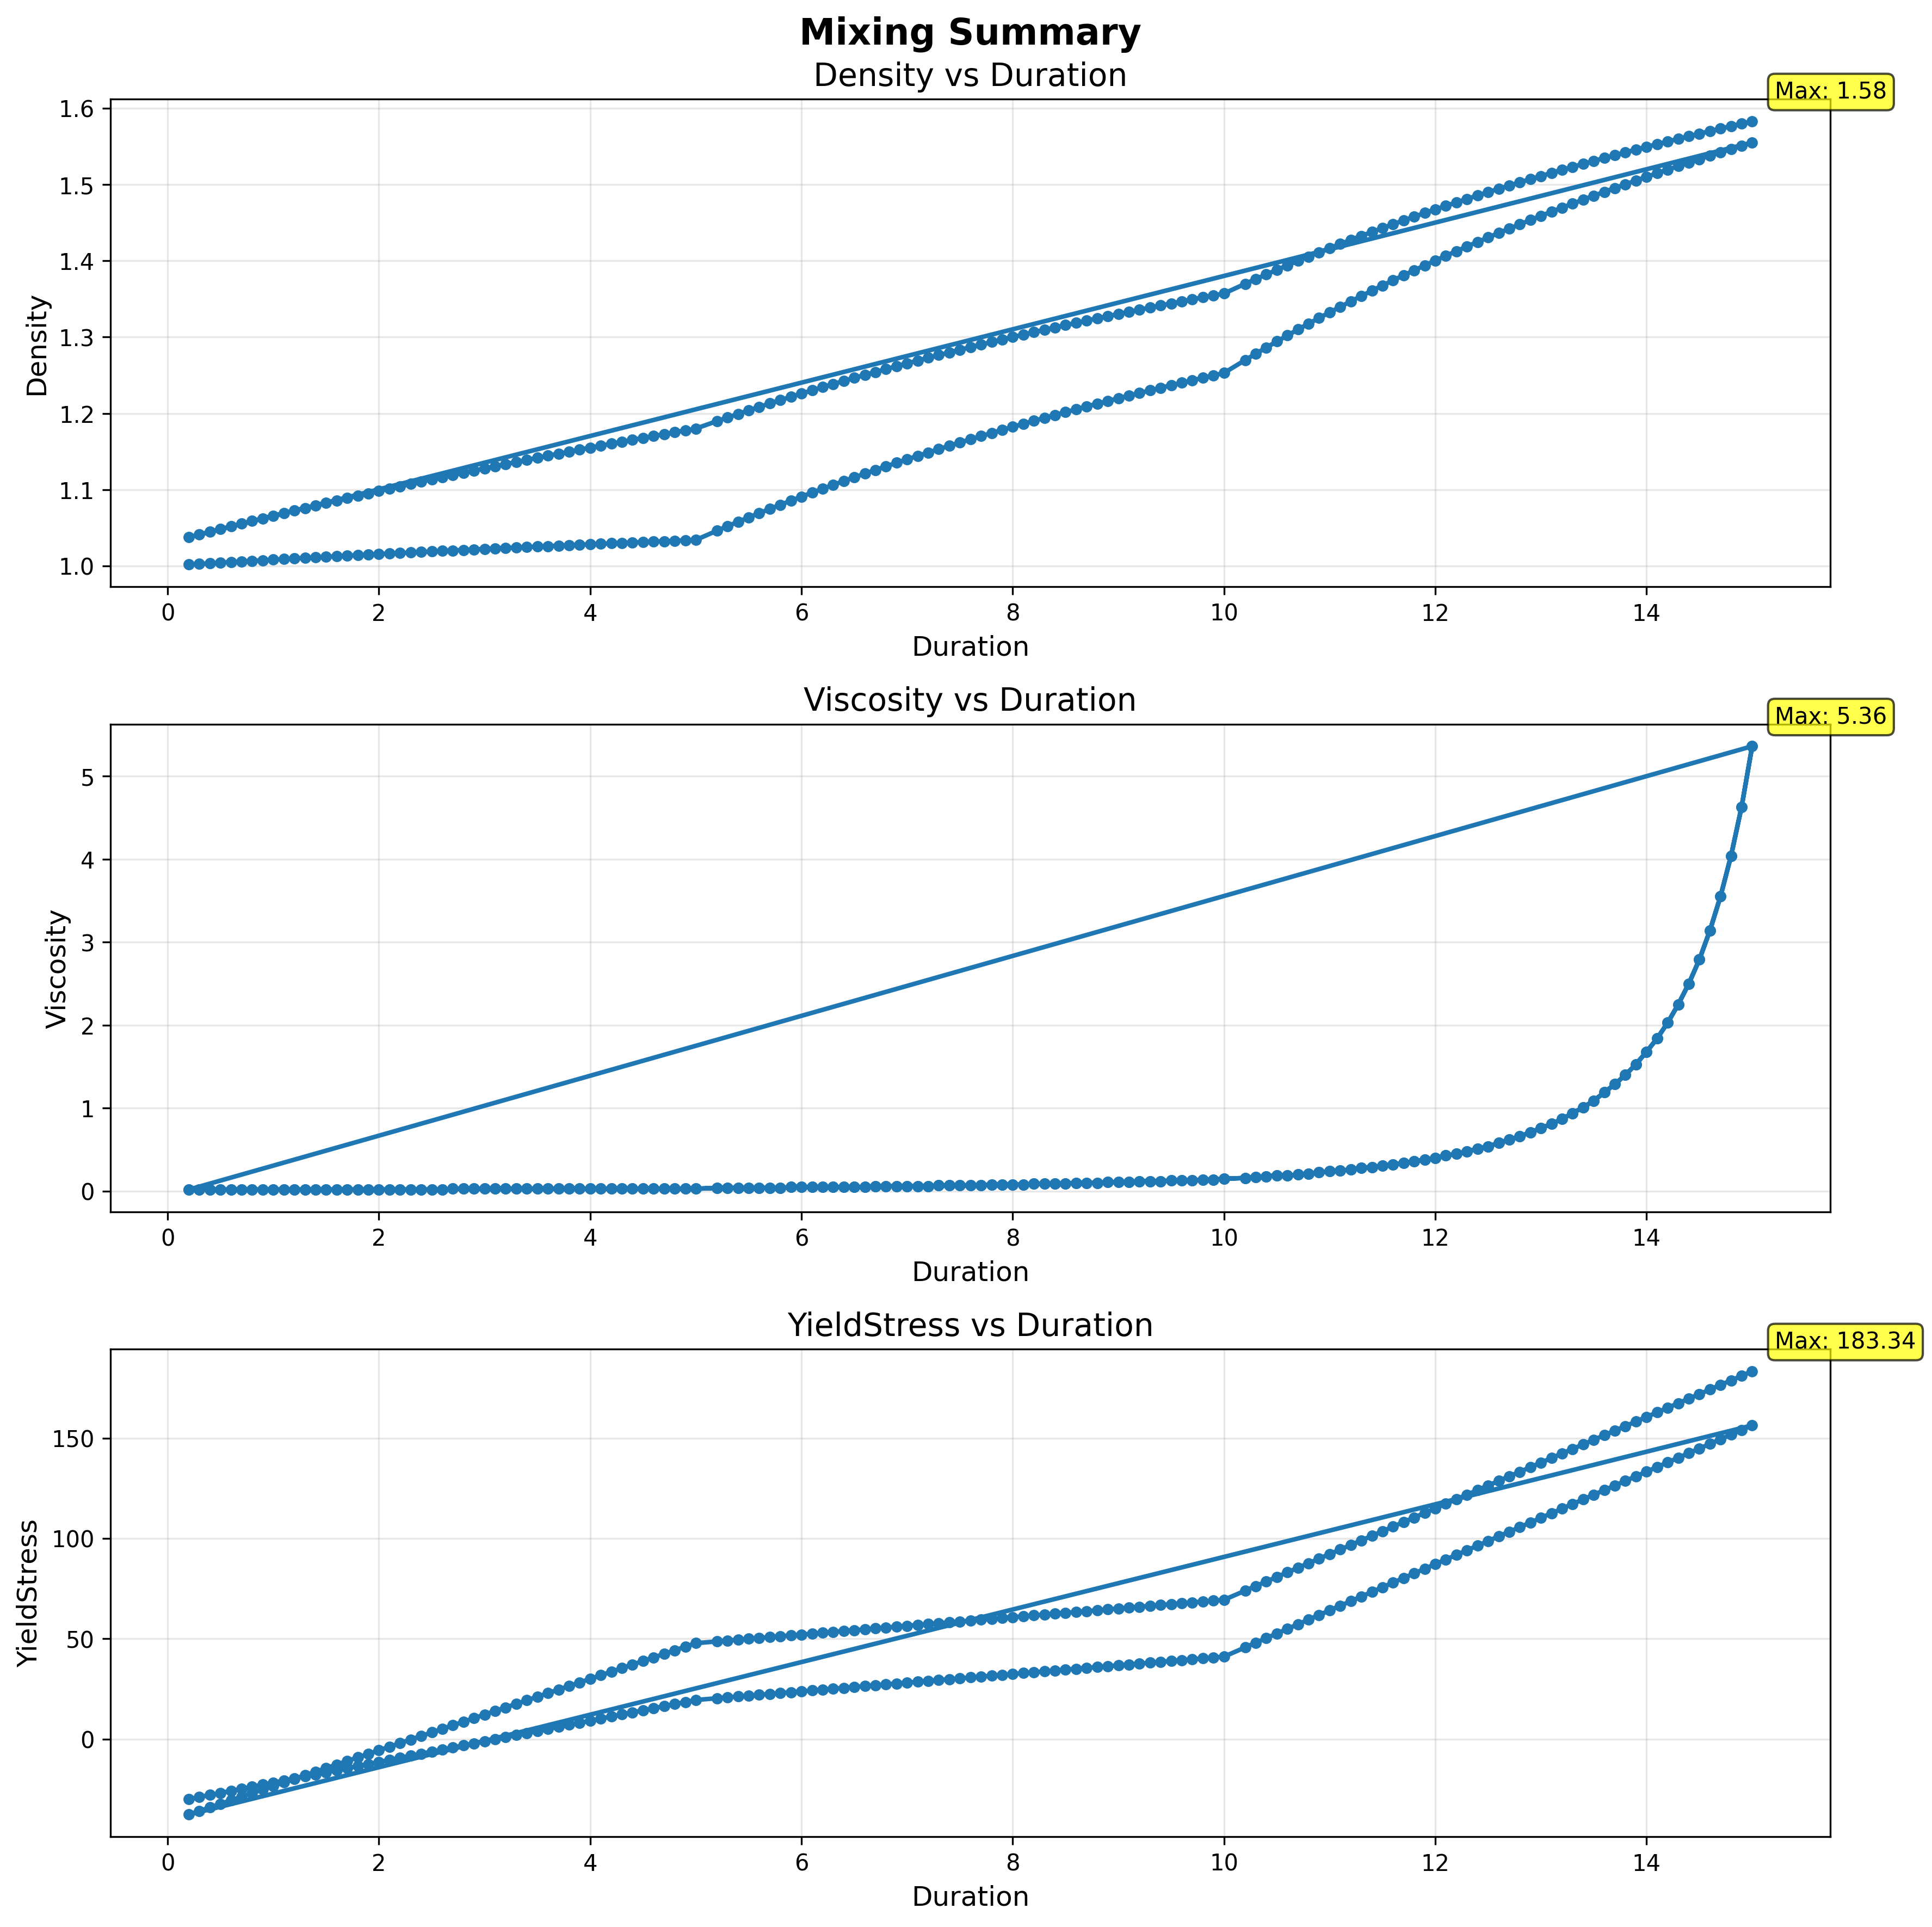 Mixing Summary
Density vs Duration
Max: 1.58
1.6
1.5
1.4
1.3
1.2
1.1
1.0
Density
0 2 4 6 8 10 12 14
Duration
Viscosity vs Duration
Max: 5.36
5
4
3
2
1
0
Viscosity
0 2 4 6 8 10 12 14
Duration
YieldStress vs Duration
Max: 183.34
150
100
50
0
YieldStress
0 2 4 6 8 10 12 14
Duration